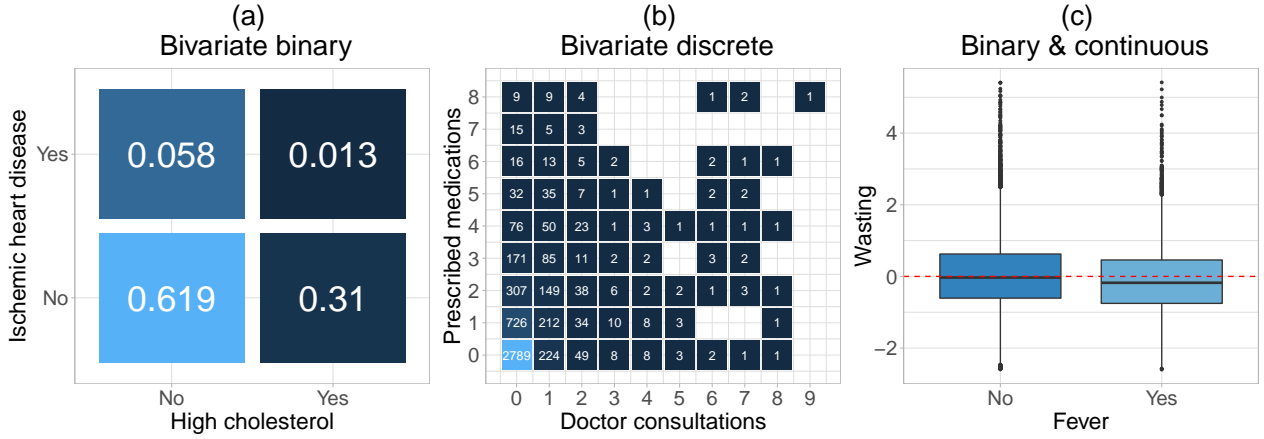 (a)
Bivariate binary
Ischemic heart disease
Yes
No
0.058 0.013
0.619 0.31
No Yes
High cholesterol
(b)
Bivariate discrete
Prescribed medications
8 9 9 4 1 2 1
7 15 5 3
6 16 13 5 2 2 1 1
5 32 35 7 1 1 2 2
4 76 50 23 1 3 1 1 1 1
3 171 85 11 2 2 3 2
2 307 149 38 6 2 2 1 3 1
1 726 212 34 10 8 3 1
0 2789 224 49 8 8 3 2 1 1
0 1 2 3 4 5 6 7 8 9
Doctor consultations
(c)
Binary & continuous
Wasting
4
2
0
−2
No Yes
Fever